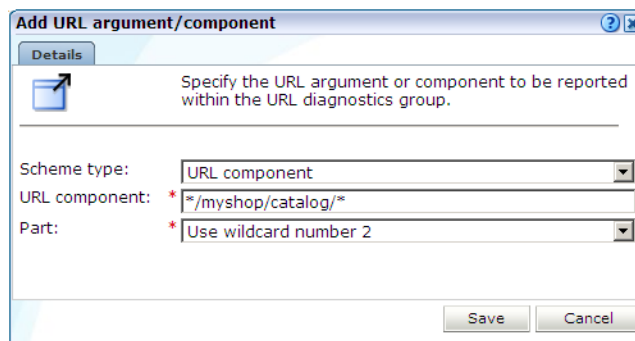 Add URL argument/component
Details
Specify the URL argument or component to be reported
within the URL diagnostics group.
Scheme type: URL component
URL component: * */myshop/catalog/*
Part: * Use wildcard number 2
Save Cancel